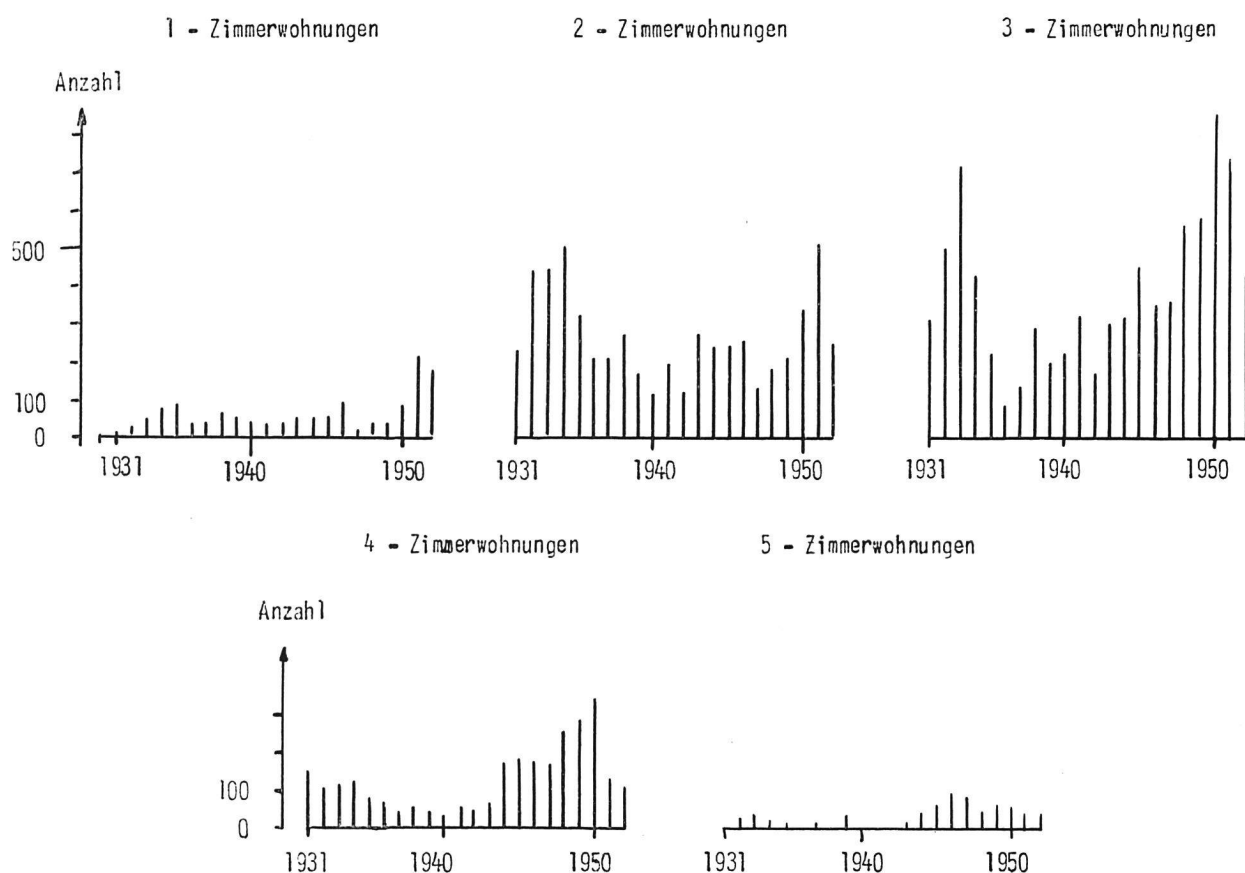 1 - Zimmerwohnungen
2 - Zimmerwohnungen
3 - Zimmerwohnungen
Anzahl
500
100
0
1931 1940 1950
1931 1940 1950
1931 1940 1950
4 - Zimmerwohnungen
5 - Zimmerwohnungen
Anzahl
100
0
1931 1940 1950
1931 1940 1950